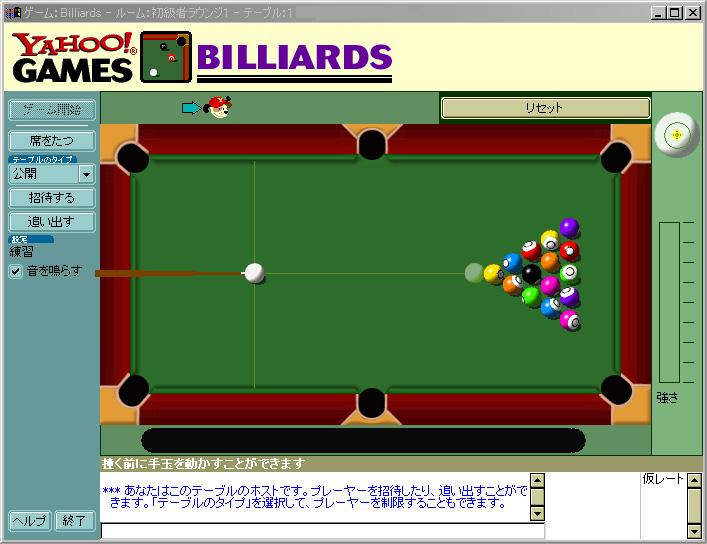 ゲーム: Billiards - ルーム:初級者ラウンジ1 - テーブル:1
YAHOO!®
GAMES
BILLIARDS
ゲーム開始
リセット
席をたつ
テーブルのタイプ
公開
招待する
追い出す
設定
練習
音を鳴らす
強さ
撞く前に手玉を動かすことができます
仮レート
*** あなたはこのテーブルのホストです。プレーヤーを招待したり、追い出すことがで
きます。「テーブルのタイプ」を選択して、プレーヤーを制限することもできます。
ヘルプ
終了